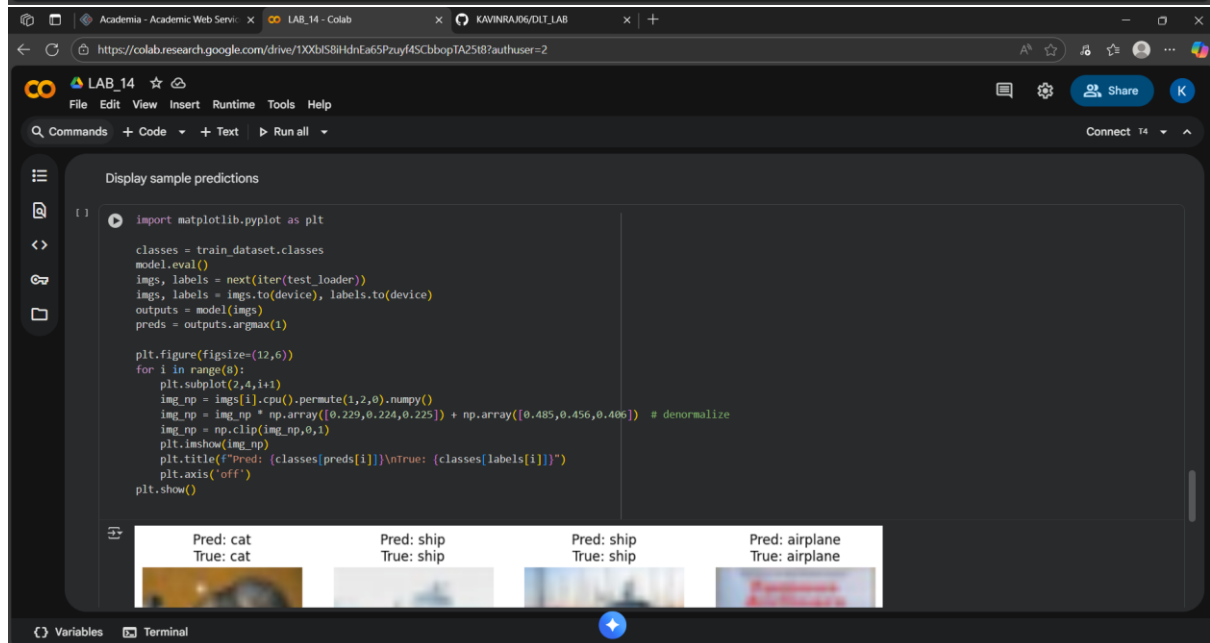 Academia - Academic Web Servic
LAB_14 - Colab
KAVINRAJ06/DLT_LAB
https://colab.research.google.com/drive/1XXbIS8iHdnEa65Pzuyf4SCbbopTA25t8?authuser=2
LAB_14
Share
K
File Edit View Insert Runtime Tools Help
Commands + Code + Text Run all
Connect T4
Display sample predictions
[ ]
import matplotlib.pyplot as plt
classes = train_dataset.classes
model.eval()
imgs, labels = next(iter(test_loader))
imgs, labels = imgs.to(device), labels.to(device)
outputs = model(imgs)
preds = outputs.argmax(1)
plt.figure(figsize=(12,6))
for i in range(8):
    plt.subplot(2,4,i+1)
    img_np = imgs[i].cpu().permute(1,2,0).numpy()
    img_np = img_np * np.array([0.229,0.224,0.225]) + np.array([0.485,0.456,0.406])  # denormalize
    img_np = np.clip(img_np,0,1)
    plt.imshow(img_np)
    plt.title(f"Pred: {classes[preds[i]]}\nTrue: {classes[labels[i]]}")
    plt.axis('off')
plt.show()
Pred: cat
True: cat
Pred: ship
True: ship
Pred: ship
True: ship
Pred: airplane
True: airplane
Variables
Terminal